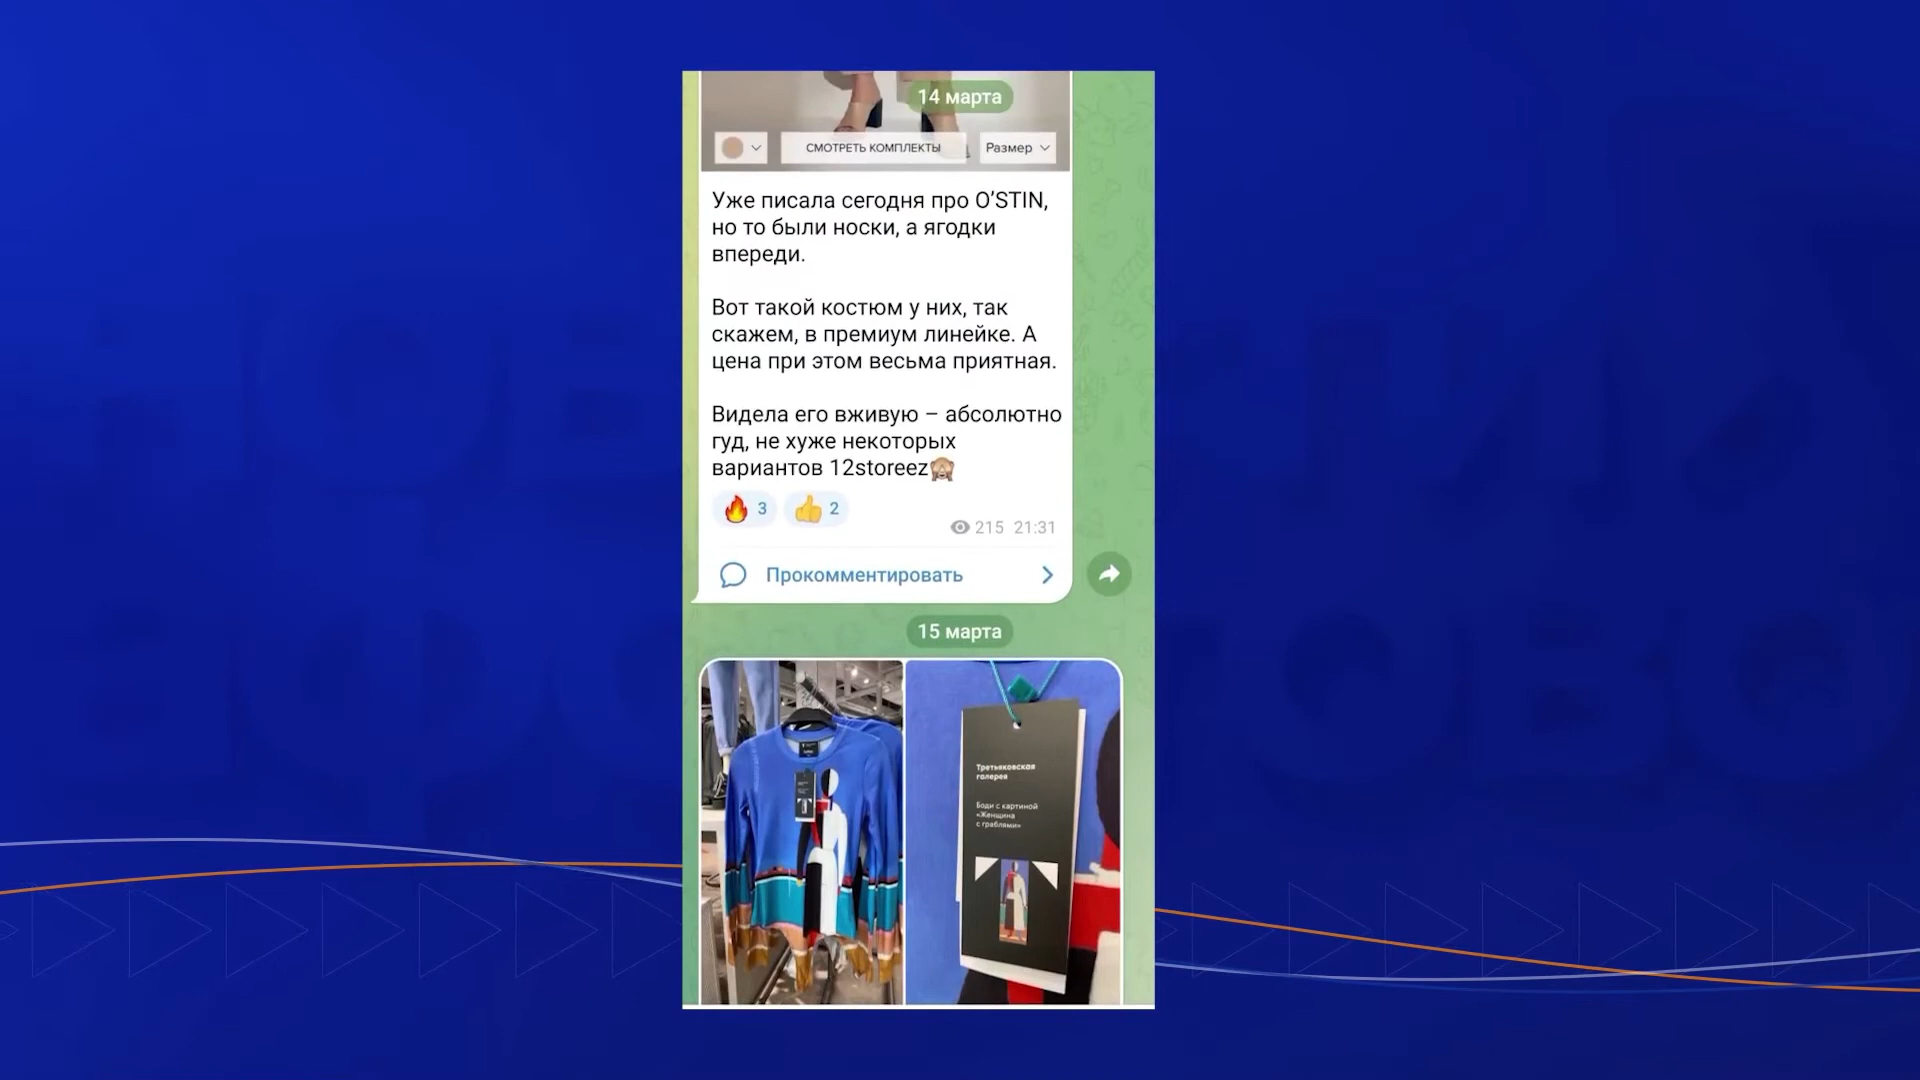 14 марта
СМОТРЕТЬ КОМПЛЕКТЫ
Размер
Уже писала сегодня про O’STIN,
но то были носки, а ягодки
впереди.
Вот такой костюм у них, так
скажем, в премиум линейке. А
цена при этом весьма приятная.
Видела его вживую – абсолютно
гуд, не хуже некоторых
вариантов 12storeez🙈
🔥 3 👍 2
215 21:31
Прокомментировать
15 марта
Третьяковская
галерея
Боди с картиной
«Женщина
с граблями»